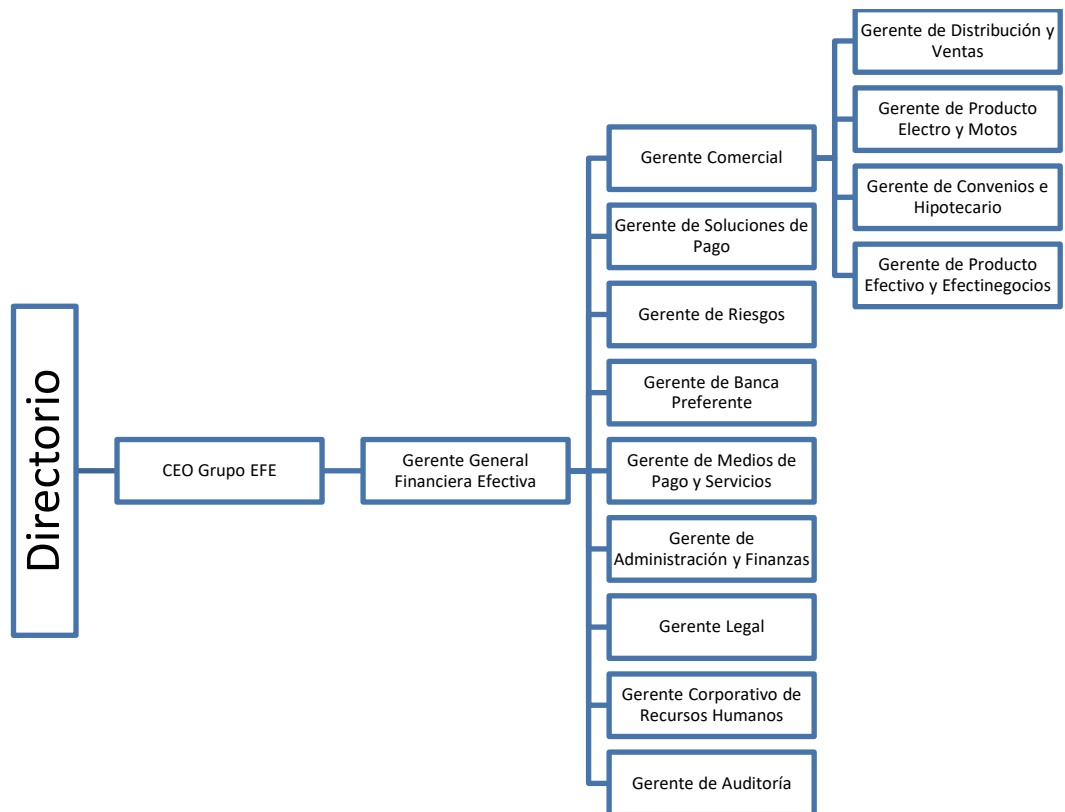 Directorio
CEO Grupo EFE
Gerente General
Financiera Efectiva
Gerente Comercial
Gerente de Distribución y
Ventas
Gerente de Producto
Electro y Motos
Gerente de Convenios e
Hipotecario
Gerente de Producto
Efectivo y Efectinegocios
Gerente de Soluciones de
Pago
Gerente de Riesgos
Gerente de Banca
Preferente
Gerente de Medios de
Pago y Servicios
Gerente de
Administración y Finanzas
Gerente Legal
Gerente Corporativo de
Recursos Humanos
Gerente de Auditoría